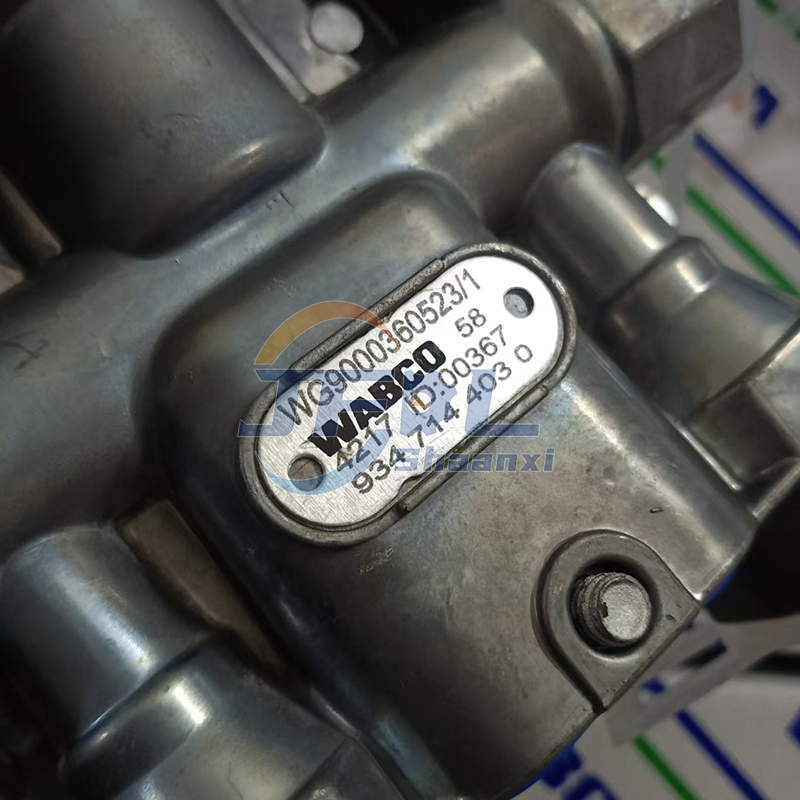 WG9000360523/1
WABCO 58
4217 ID:00367
934 714 403 0
Shaanxi